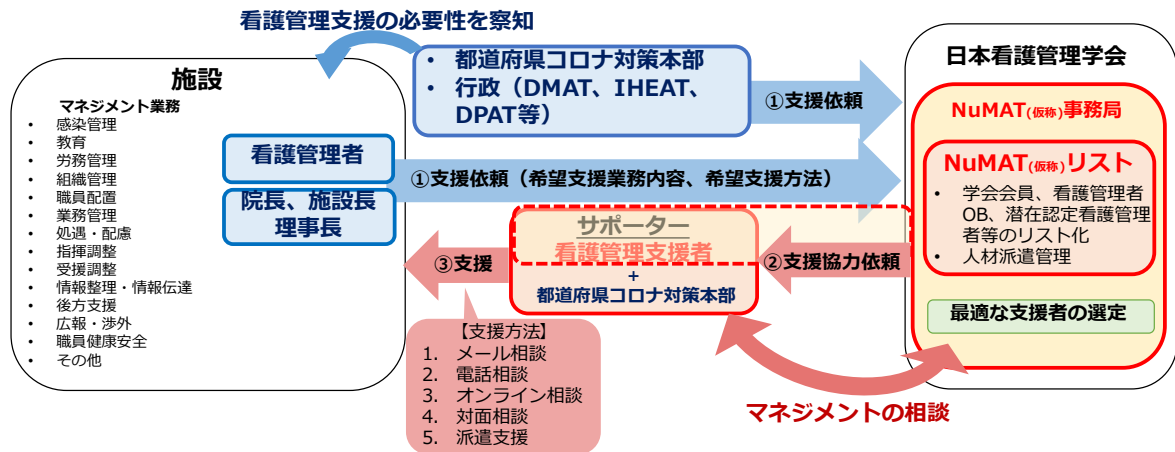 看護管理支援の必要性を察知
施設
マネジメント業務
• 感染管理
• 教育
• 労務管理
• 組織管理
• 職員配置
• 業務管理
• 処遇・配慮
• 指揮調整
• 受援調整
• 情報整理・情報伝達
• 後方支援
• 広報・渉外
• 職員健康安全
• その他
看護管理者
院長、施設長
理事長
• 都道府県コロナ対策本部
• 行政（DMAT、IHEAT、
DPAT等）
①支援依頼
①支援依頼（希望支援業務内容、希望支援方法）
サポーター
看護管理支援者
+
都道府県コロナ対策本部
②支援協力依頼
③支援
【支援方法】
1. メール相談
2. 電話相談
3. オンライン相談
4. 対面相談
5. 派遣支援
マネジメントの相談
日本看護管理学会
NuMAT(仮称)事務局
NuMAT(仮称)リスト
• 学会会員、看護管理者
OB、潜在認定看護管理
者等のリスト化
• 人材派遣管理
最適な支援者の選定